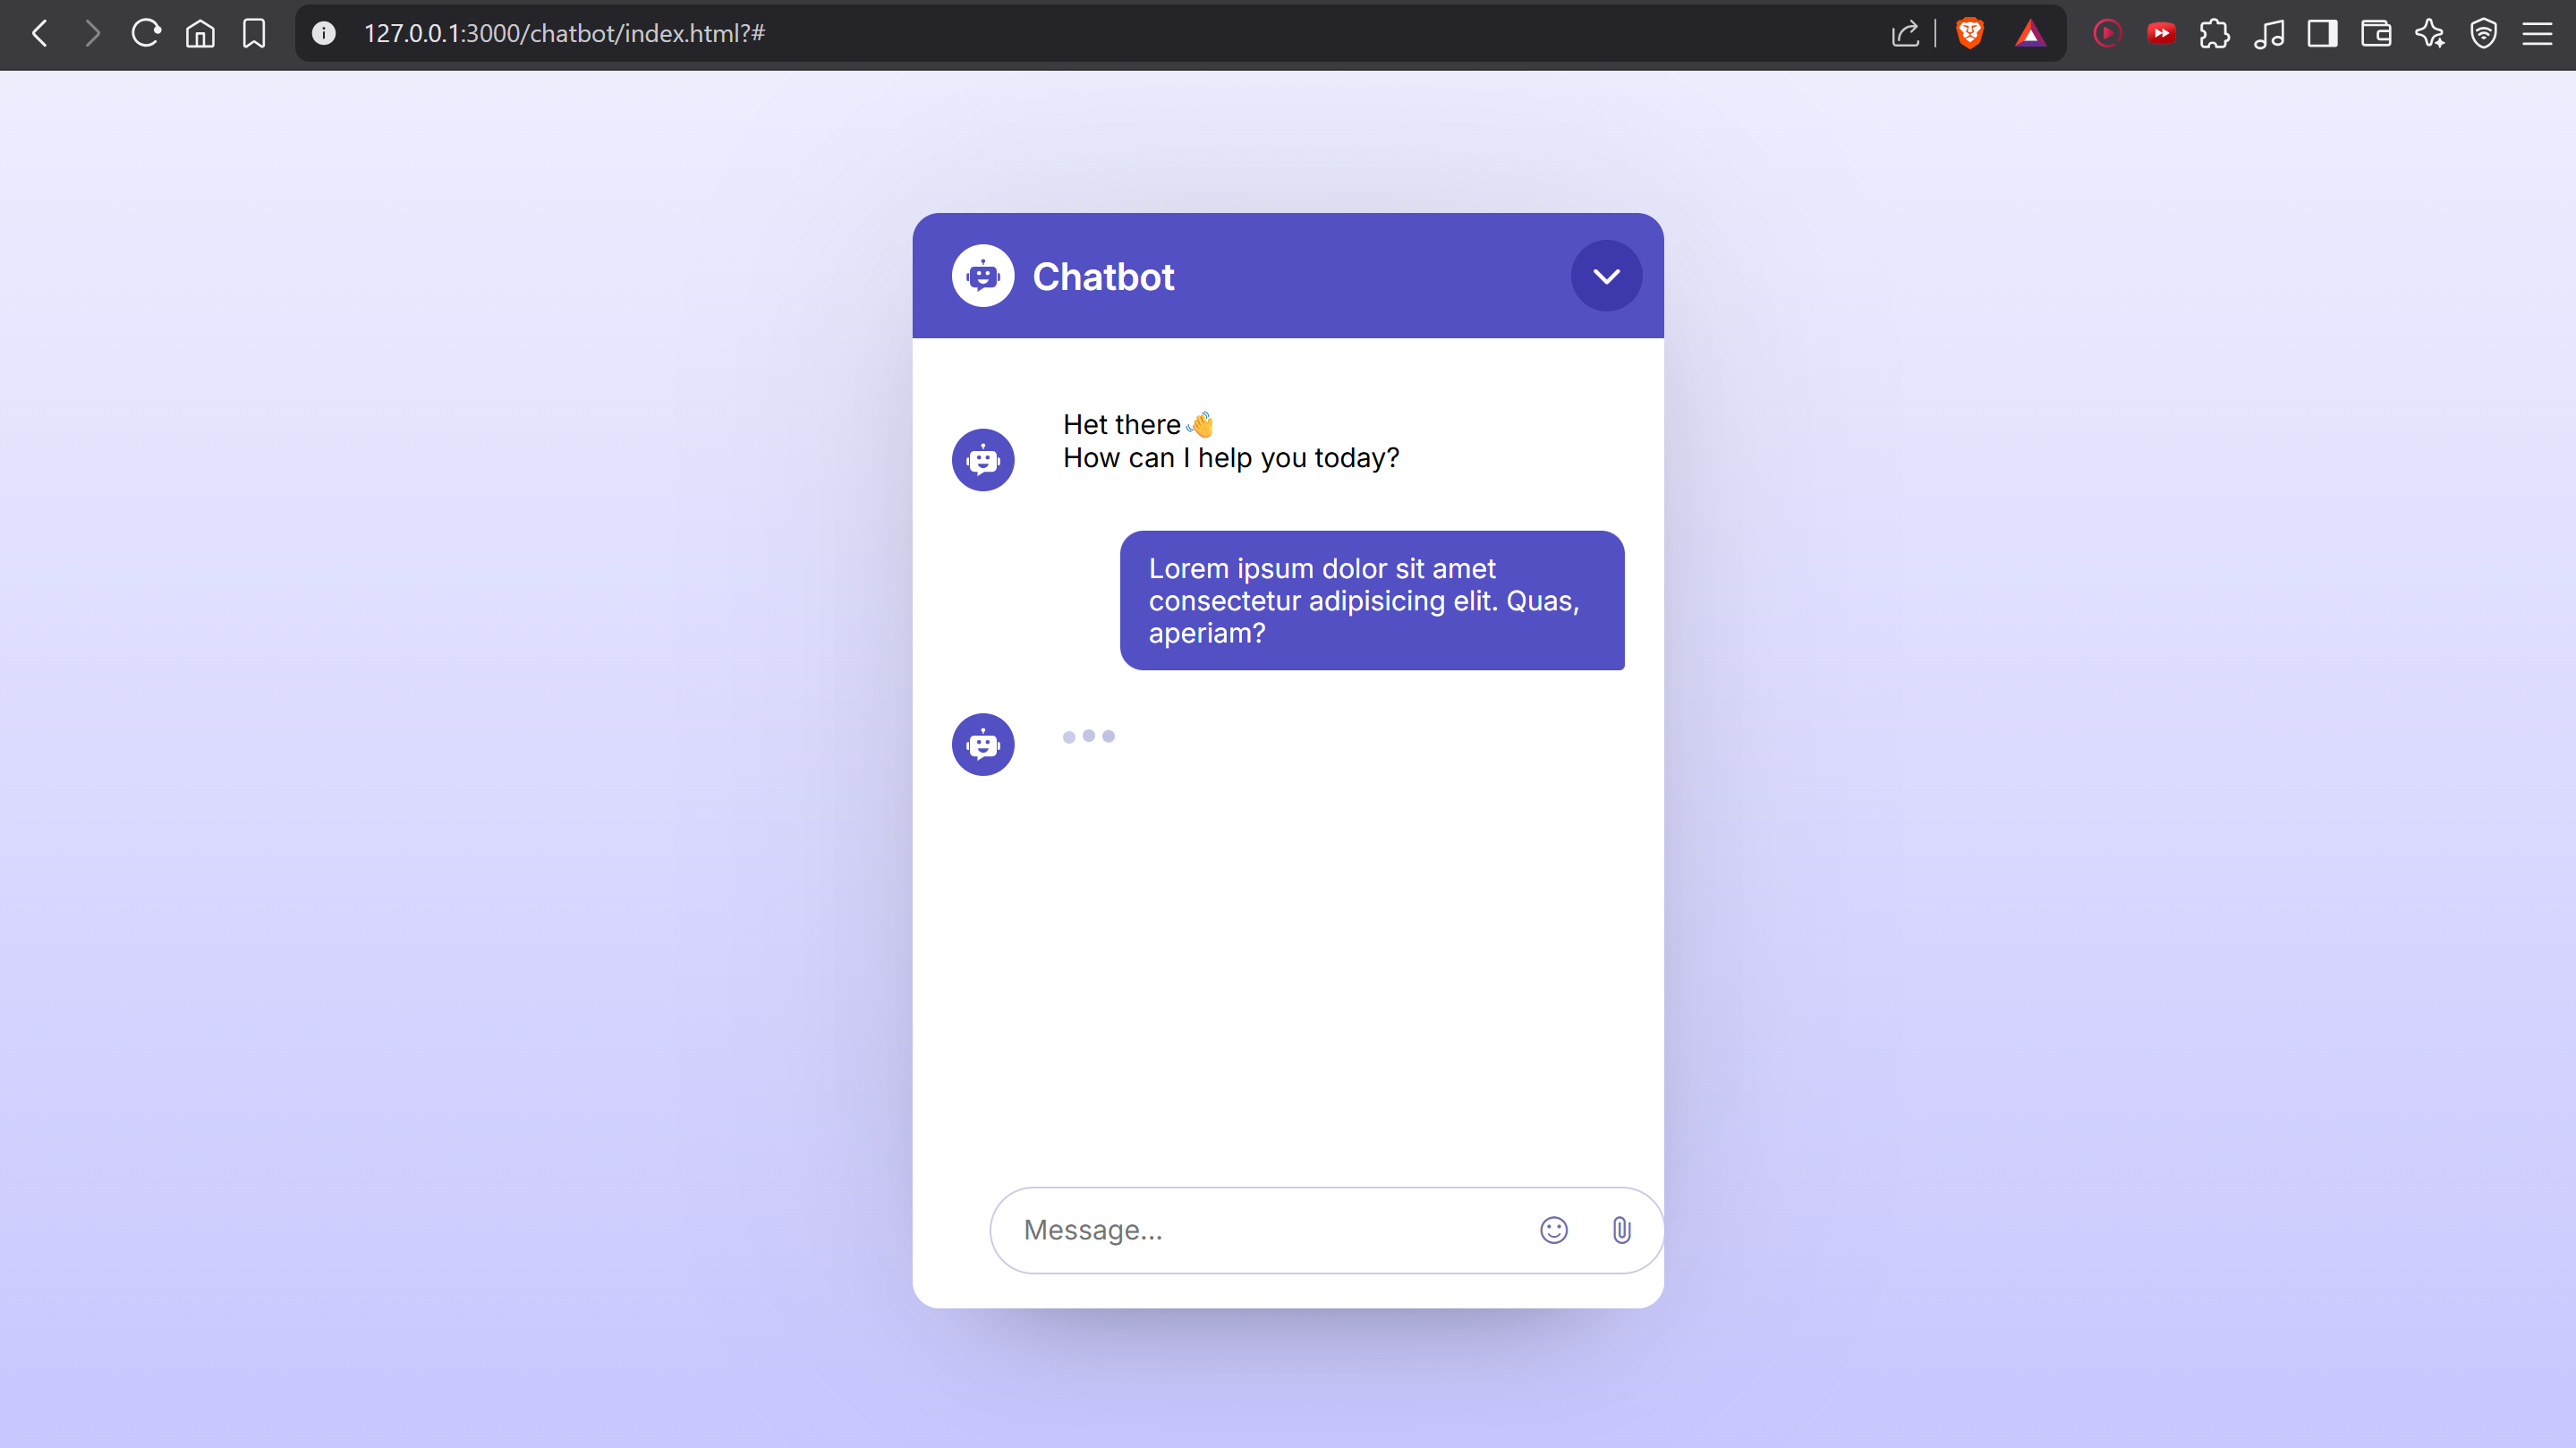 127.0.0.1:3000/chatbot/index.html?#
Chatbot
Het there👋
How can I help you today?
Lorem ipsum dolor sit amet
consectetur adipisicing elit. Quas,
aperiam?
Message...